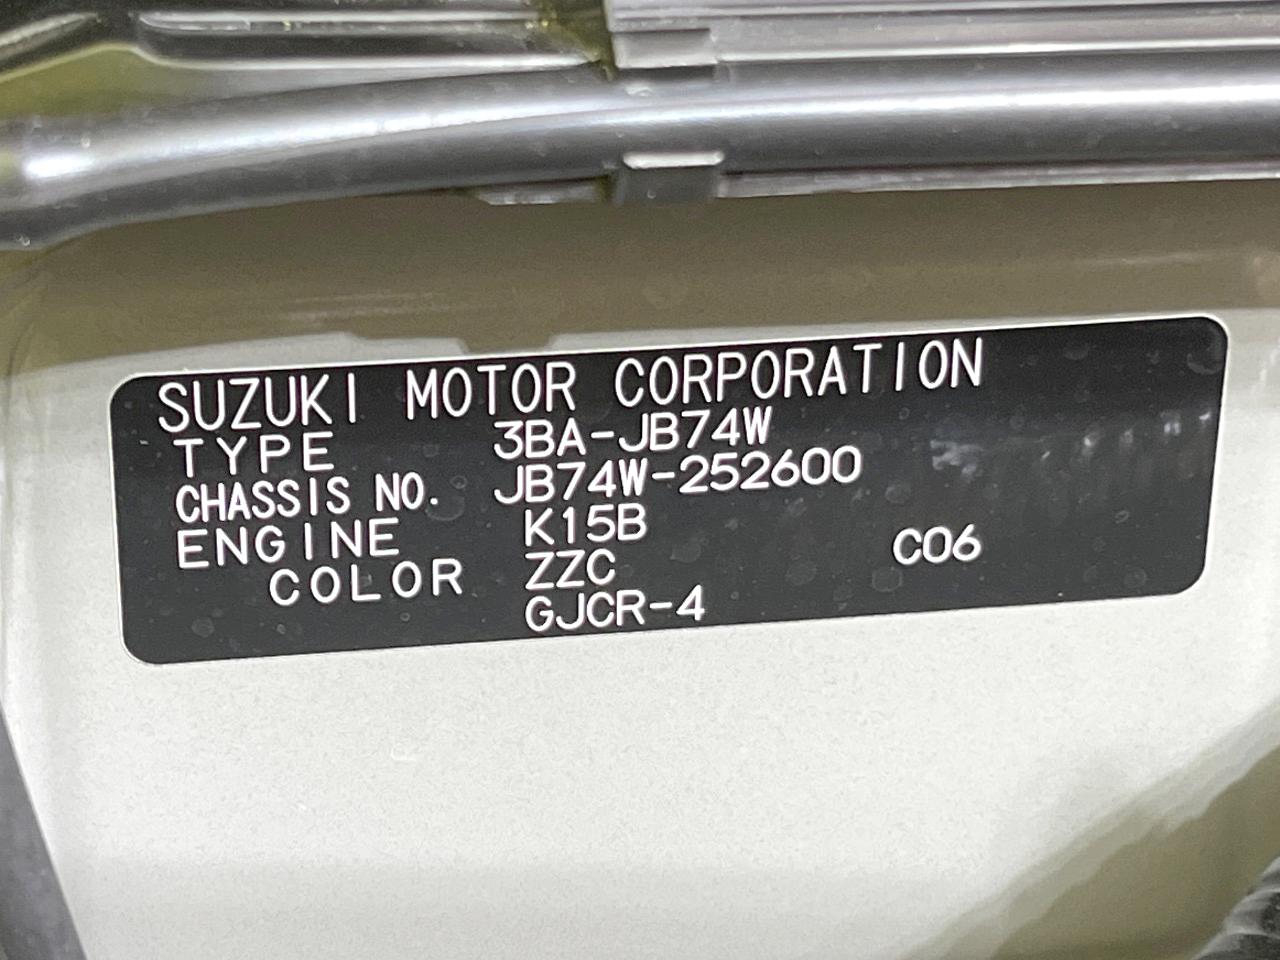 SUZUKI MOTOR CORPORATION
TYPE 3BA-JB74W
CHASSIS NO. JB74W-252600
ENGINE K15B
COLOR ZZC C06
GJCR-4